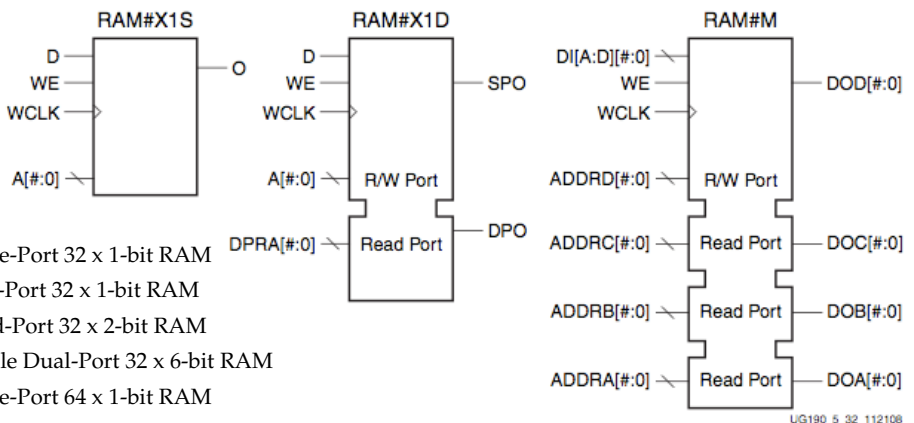 RAM#X1S
D
WE
WCLK
A[#:0]
O
RAM#X1D
D
WE
WCLK
A[#:0]
R/W Port
DPRA[#:0]
Read Port
SPO
DPO
RAM#M
DI[A:D][#:0]
WE
WCLK
ADDRD[#:0]
R/W Port
ADDRC[#:0]
Read Port
ADDRB[#:0]
Read Port
ADDRA[#:0]
Read Port
DOD[#:0]
DOC[#:0]
DOB[#:0]
DOA[#:0]
e-Port 32 x 1-bit RAM
-Port 32 x 1-bit RAM
d-Port 32 x 2-bit RAM
le Dual-Port 32 x 6-bit RAM
e-Port 64 x 1-bit RAM
UG190_5_32_112108